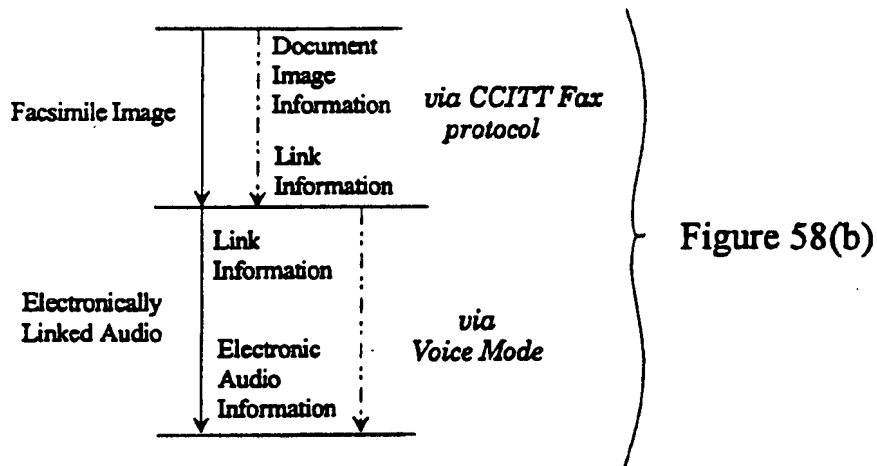 Document
Image
Information
Facsimile Image
via CCITT Fax
protocol
Link
Information
Link
Information
Electronically
Linked Audio
Electronic
Audio
Information
via
Voice Mode
Figure 58(b)